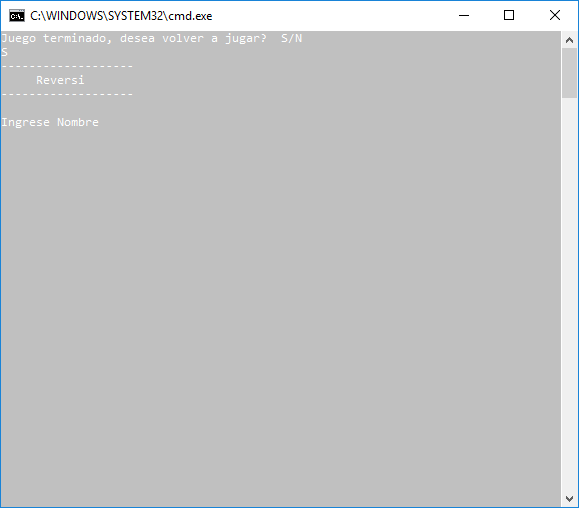 C:\WINDOWS\SYSTEM32\cmd.exe
Juego terminado, desea volver a jugar?  S/N
S
-------------------
     Reversi
-------------------
Ingrese Nombre